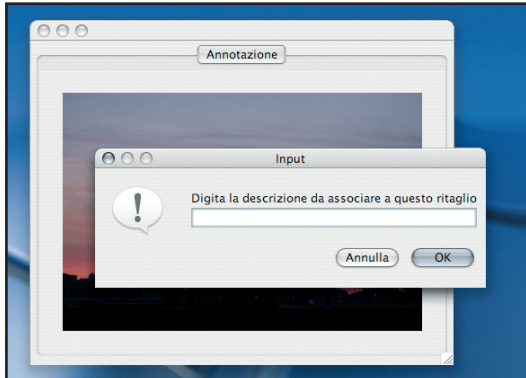 Annotazione
Input
Digita la descrizione da associare a questo ritaglio
Annulla OK